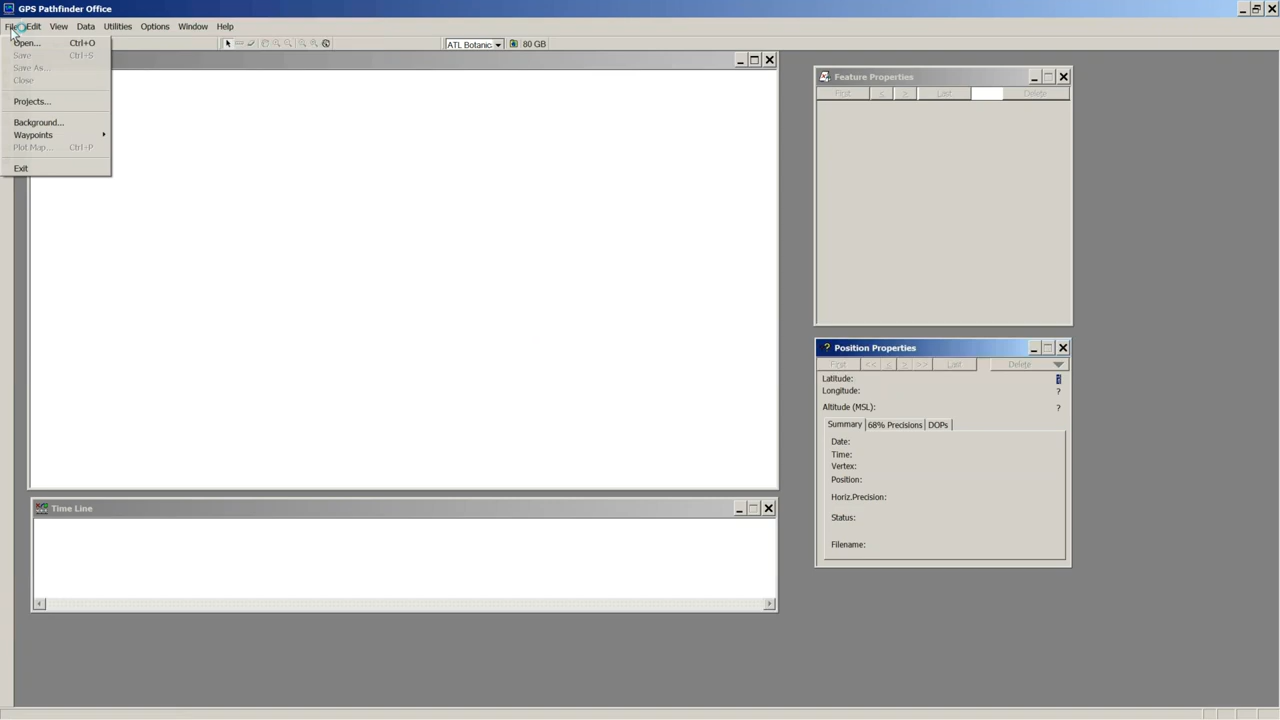 GPS Pathfinder Office
File Edit View Data Utilities Options Window Help
Open... Ctrl+O
ATL Botanic
80 GB
Save Ctrl+S
Save As...
Close
Projects...
Background...
Waypoints
Plot Map... Ctrl+P
Exit
Feature Properties
First < > Last Delete
Position Properties
First << < > >> Last Delete
Latitude: ?
Longitude: ?
Altitude (MSL): ?
Summary 68% Precisions DOPs
Date:
Time:
Vertex:
Position:
Horiz.Precision:
Status:
Filename:
Time Line